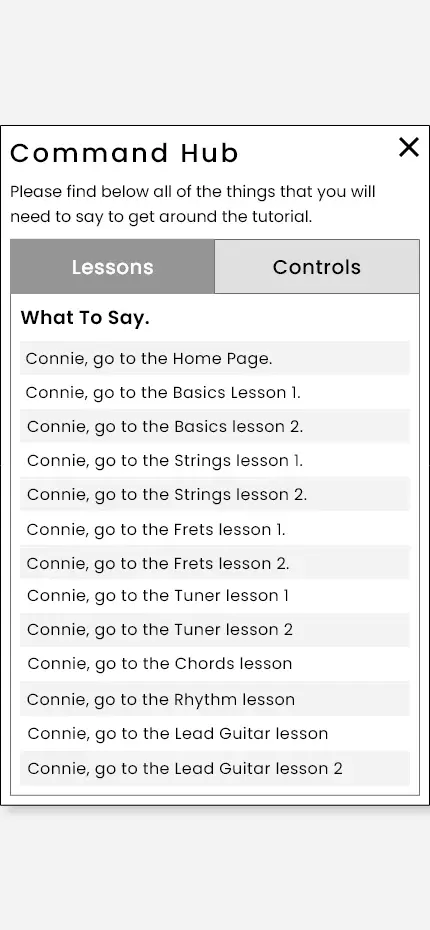 Command Hub
Please find below all of the things that you will
need to say to get around the tutorial.
Lessons
Controls
What To Say.
Connie, go to the Home Page.
Connie, go to the Basics Lesson 1.
Connie, go to the Basics lesson 2.
Connie, go to the Strings lesson 1.
Connie, go to the Strings lesson 2.
Connie, go to the Frets lesson 1.
Connie, go to the Frets lesson 2.
Connie, go to the Tuner lesson 1
Connie, go to the Tuner lesson 2
Connie, go to the Chords lesson
Connie, go to the Rhythm lesson
Connie, go to the Lead Guitar lesson
Connie, go to the Lead Guitar lesson 2